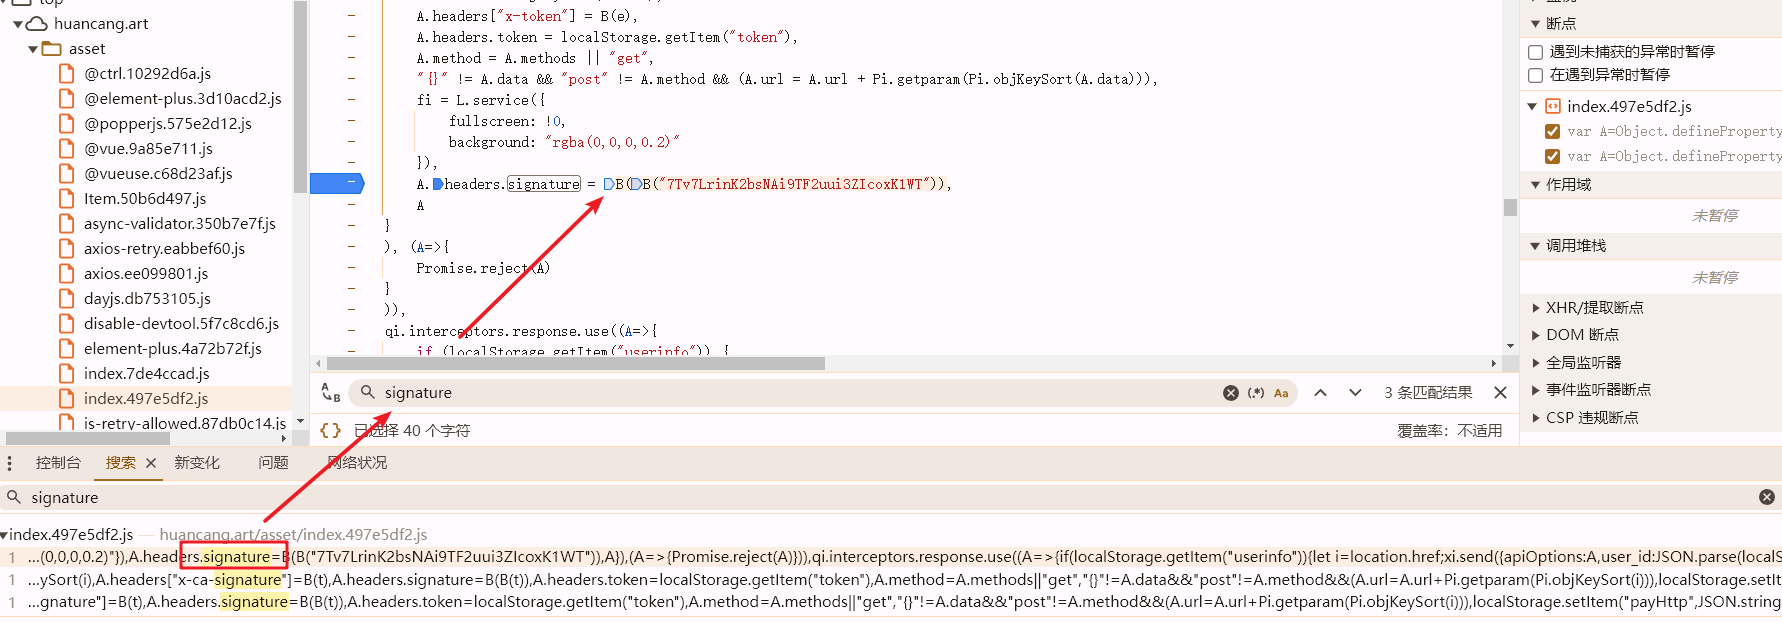 top
huancang.art
asset
@ctrl.10292d6a.js
@element-plus.3d10acd2.js
@popperjs.575e2d12.js
@vue.9a85e711.js
@vueuse.c68d23af.js
Item.50b6d497.js
async-validator.350b7e7f.js
axios-retry.eabbef60.js
axios.ee099801.js
dayjs.db753105.js
disable-devtool.5f7c8cd6.js
element-plus.4a72b72f.js
index.7de4ccad.js
index.497e5df2.js
is-retry-allowed.87db0c14.js
A.headers["x-token"] = B(e),
A.headers.token = localStorage.getItem("token"),
A.method = A.methods || "get",
"{}" != A.data && "post" != A.method && (A.url = A.url + Pi.getparam(Pi.objKeySort(A.data))),
fi = L.service({
fullscreen: !0,
background: "rgba(0,0,0,0.2)"
}),
A.headers.signature = B(B("7Tv7LrinK2bsNAi9TF2uui3ZIcoxK1WT")),
A
}
), (A=>{
Promise.reject(A)
}
)),
qi.interceptors.response.use((A=>{
if (localStorage.getItem("userinfo")) {
signature
(.*) Aa
3 条匹配结果
{} 已选择 40 个字符
覆盖率：不适用
断点
遇到未捕获的异常时暂停
在遇到异常时暂停
index.497e5df2.js
var A=Object.defineProperty
var A=Object.defineProperty
作用域
未暂停
调用堆栈
未暂停
XHR/提取断点
DOM 断点
全局监听器
事件监听器断点
CSP 违规断点
控制台 搜索 新变化 问题 网络状况
signature
index.497e5df2.js — huancang.art/asset/index.497e5df2.js
1 …(0,0,0,0.2)"}),A.headers.signature=B(B("7Tv7LrinK2bsNAi9TF2uui3ZIcoxK1WT")),A}),(A=>{Promise.reject(A)})),qi.interceptors.response.use((A=>{if(localStorage.getItem("userinfo")){let i=location.href;xi.send({apiOptions:A,user_id:JSON.parse(localS
1 …ySort(i),A.headers["x-ca-signature"]=B(t),A.headers.signature=B(B(t)),A.headers.token=localStorage.getItem("token"),A.method=A.methods||"get","{}"!=A.data&&"post"!=A.method&&(A.url=A.url+Pi.getparam(Pi.objKeySort(i))),localStorage.setIt
1 …gnature"]=B(t),A.headers.signature=B(B(t)),A.headers.token=localStorage.getItem("token"),A.method=A.methods||"get","{}"!=A.data&&"post"!=A.method&&(A.url=A.url+Pi.getparam(Pi.objKeySort(i))),localStorage.setItem("payHttp",JSON.string